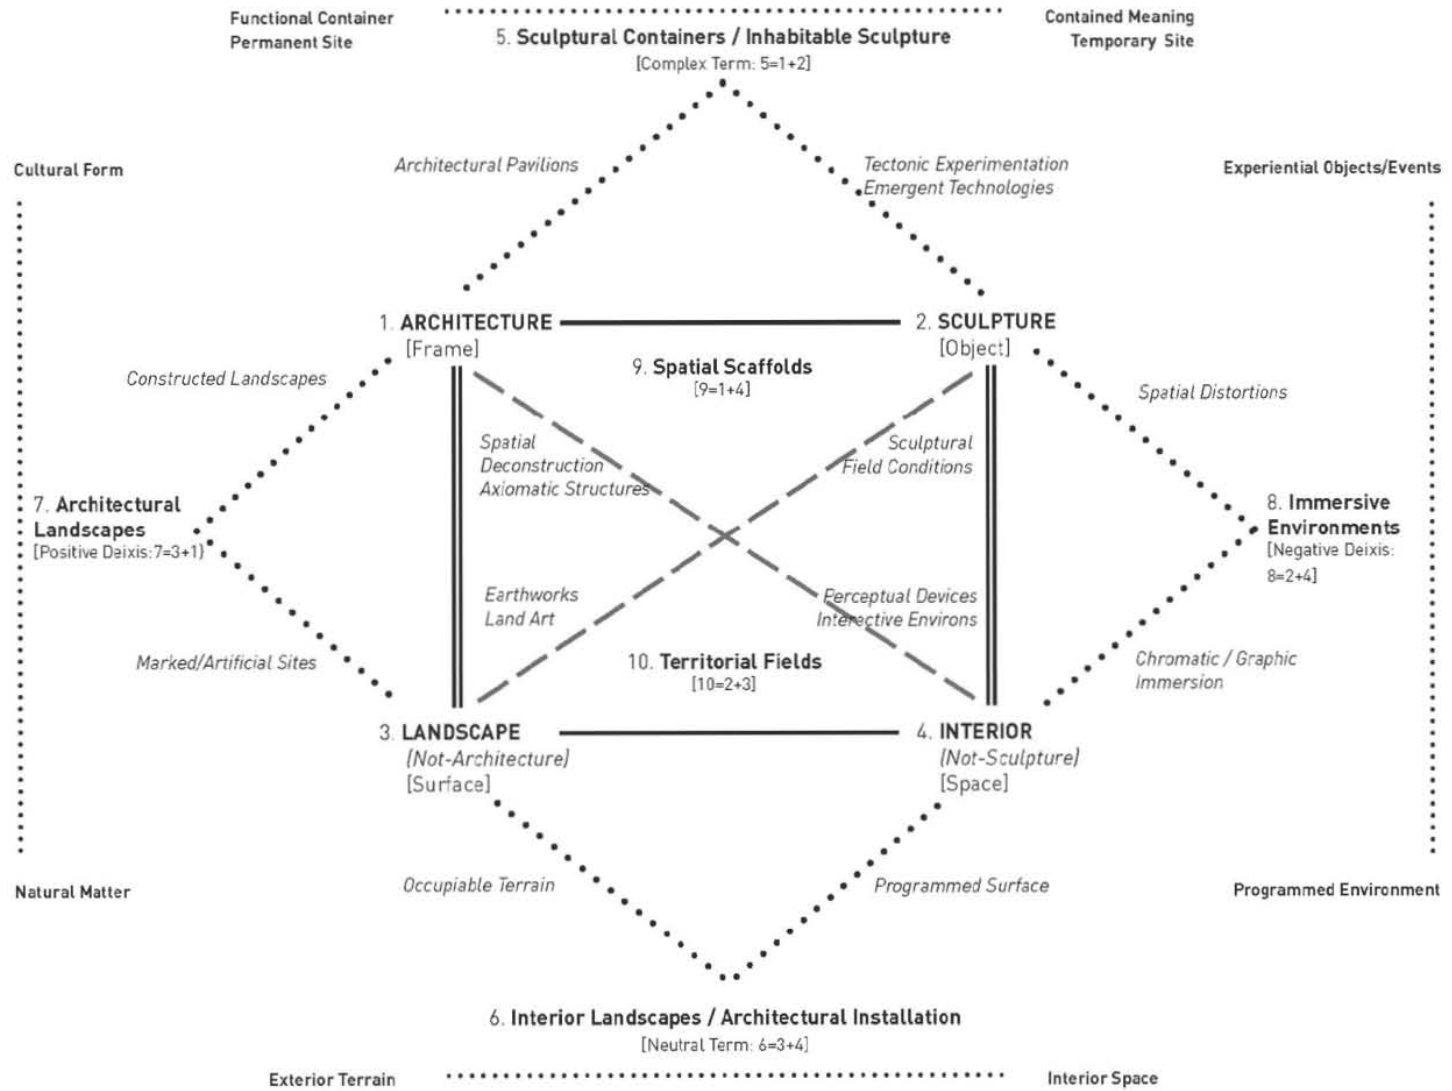 Functional Container
Permanent Site
Contained Meaning
Temporary Site
5. Sculptural Containers / Inhabitable Sculpture
[Complex Term: 5=1+2]
Cultural Form
Architectural Pavilions
Tectonic Experimentation
Emergent Technologies
Experiential Objects/Events
1. ARCHITECTURE
[Frame]
2. SCULPTURE
[Object]
9. Spatial Scaffolds
[9=1+4]
Constructed Landscapes
Spatial Distortions
Spatial
Deconstruction
Axiomatic Structures
Sculptural
Field Conditions
7. Architectural
Landscapes
[Positive Deixis:7=3+1]
8. Immersive
Environments
[Negative Deixis:
8=2+4]
Earthworks
Land Art
Perceptual Devices
Interactive Environs
Marked/Artificial Sites
10. Territorial Fields
[10=2+3]
Chromatic / Graphic
Immersion
3. LANDSCAPE
(Not-Architecture)
[Surface]
4. INTERIOR
(Not-Sculpture)
[Space]
Natural Matter
Occupiable Terrain
Programmed Surface
Programmed Environment
6. Interior Landscapes / Architectural Installation
[Neutral Term: 6=3+4]
Exterior Terrain
Interior Space